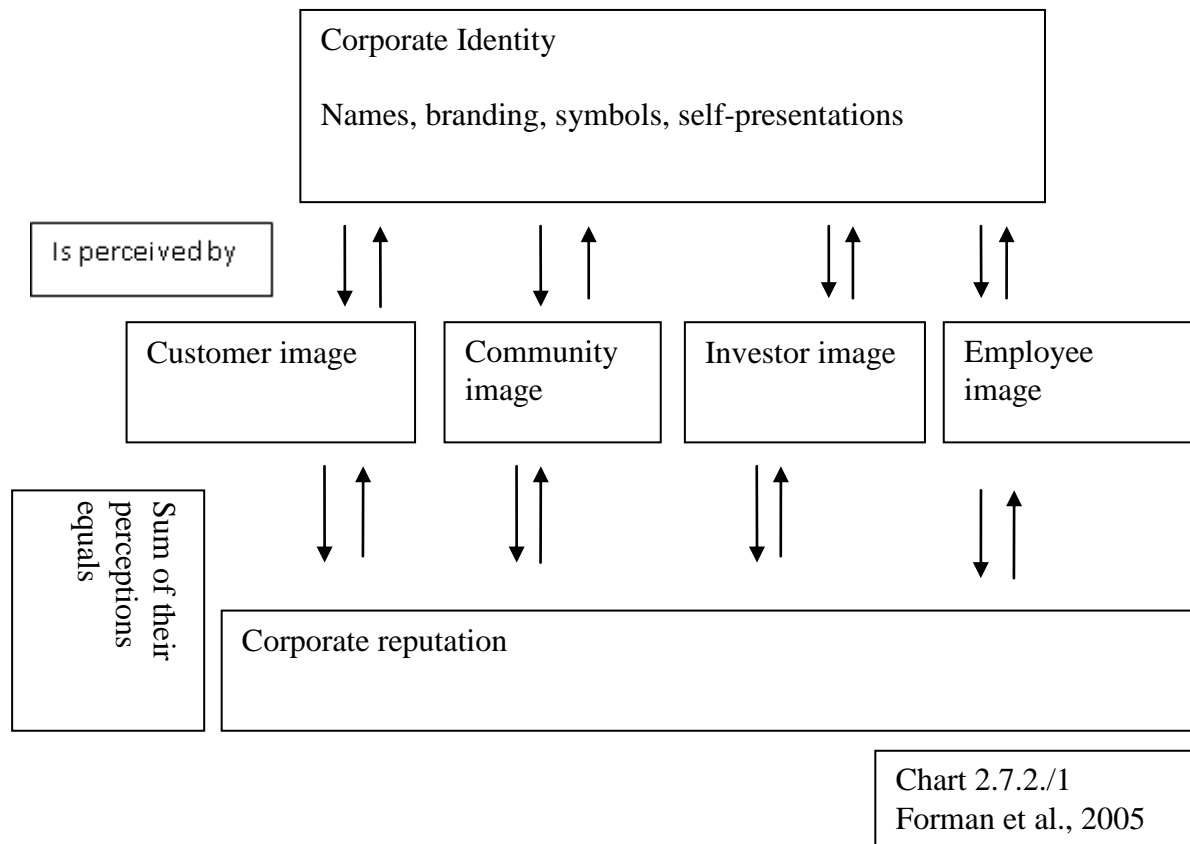 Corporate Identity
Names, branding, symbols, self-presentations
Is perceived by
Customer image
Community
image
Investor image
Employee
image
Sum of their
perceptions
equals
Corporate reputation
Chart 2.7.2./1
Forman et al., 2005